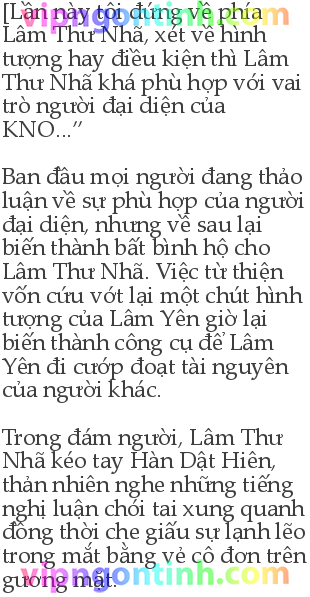 [Lần này tôi đứng về phía
Lâm Thư Nhã, xét về hình
tượng hay điều kiện thì Lâm
Thư Nhã khá phù hợp với vai
trò người đại diện của
KNO...”
Ban đầu mọi người đang thảo
luận về sự phù hợp của người
đại diện, nhưng về sau lại
biến thành bất bình hộ cho
Lâm Thư Nhã. Việc từ thiện
vốn cứu vớt lại một chút hình
tượng của Lâm Yên giờ lại
biến thành công cụ để Lâm
Yên đi cướp đoạt tài nguyên
của người khác.
Trong đám người, Lâm Thư
Nhã kéo tay Hàn Dật Hiên,
thản nhiên nghe những tiếng
nghị luận chói tai xung quanh
đồng thời che giấu sự lạnh lẽo
trong mắt bằng vẻ cô đơn trên
gương mặt.
vipngontinh.com
vipngontinh.com
vipngontinh.com